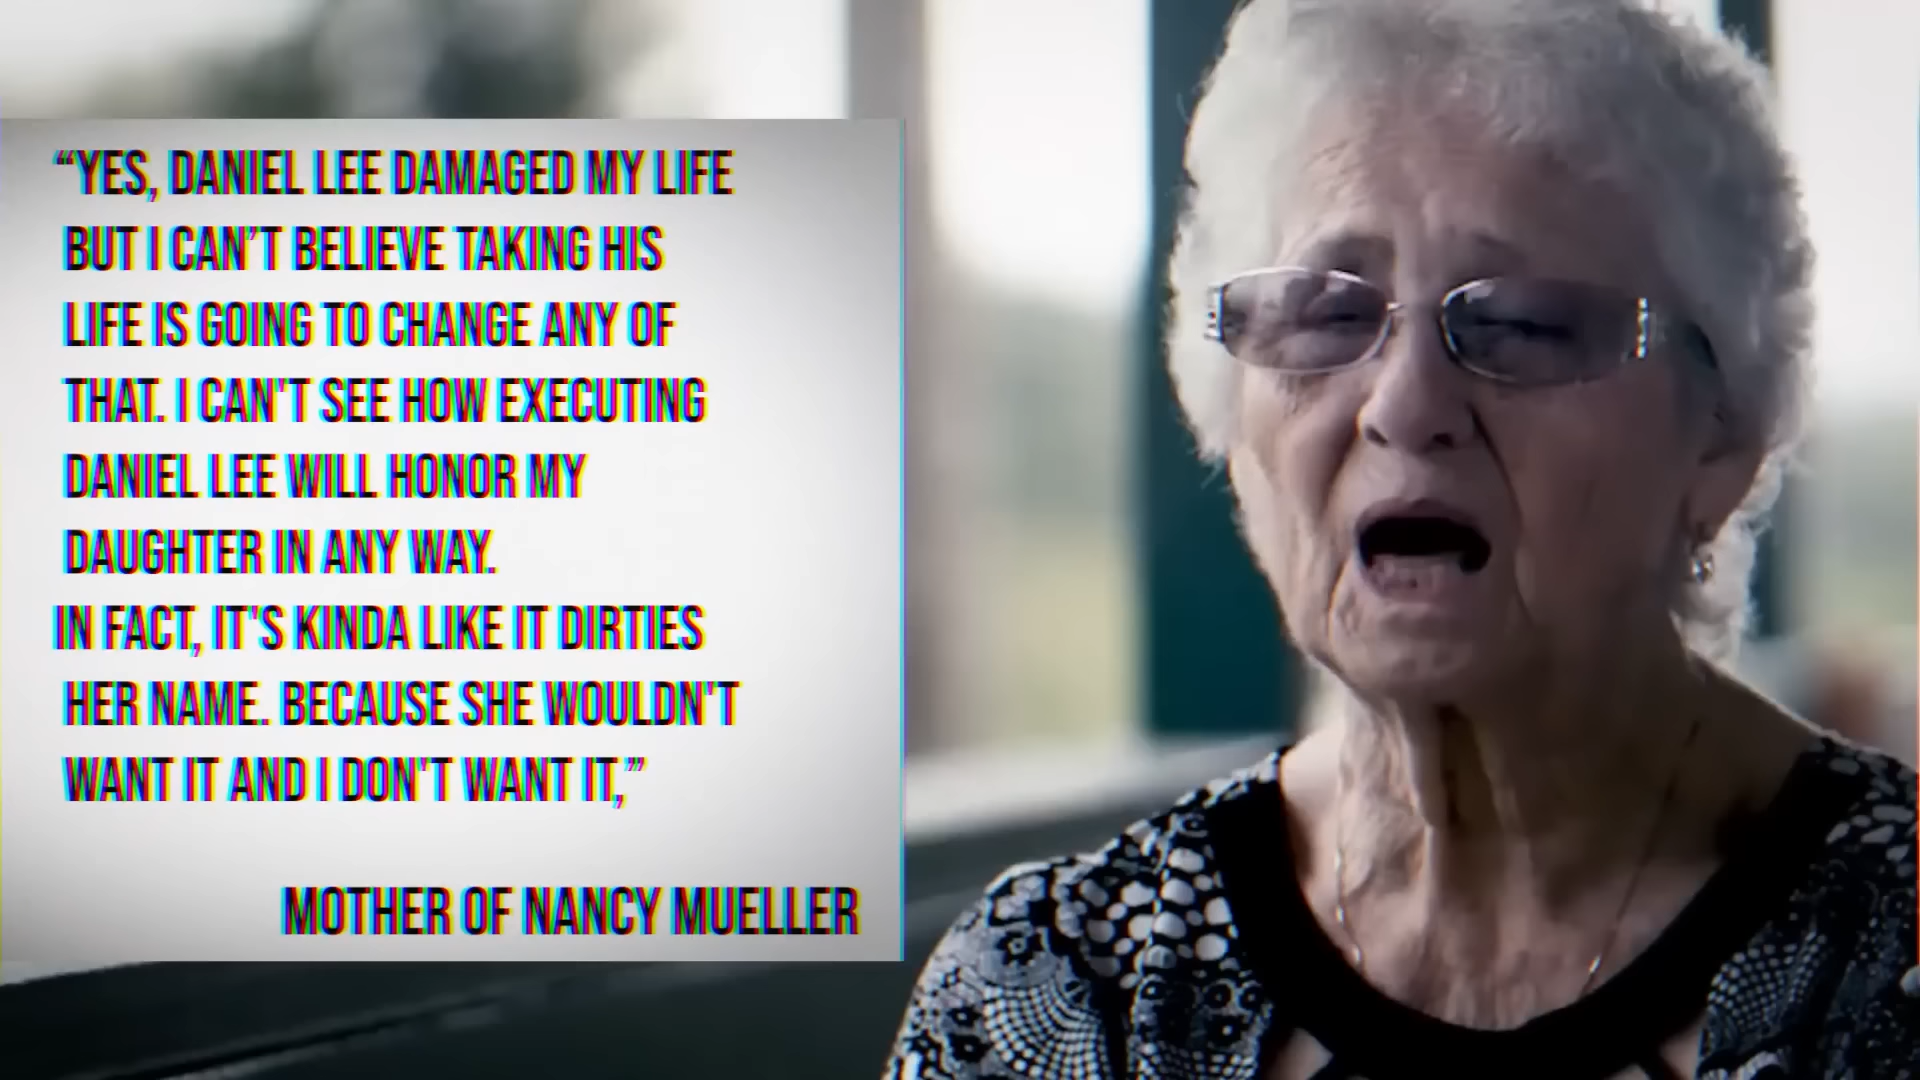 “YES, DANIEL LEE DAMAGED MY LIFE
BUT I CAN’T BELIEVE TAKING HIS
LIFE IS GOING TO CHANGE ANY OF
THAT. I CAN'T SEE HOW EXECUTING
DANIEL LEE WILL HONOR MY
DAUGHTER IN ANY WAY.
IN FACT, IT'S KINDA LIKE IT DIRTIES
HER NAME. BECAUSE SHE WOULDN'T
WANT IT AND I DON'T WANT IT,”
MOTHER OF NANCY MUELLER